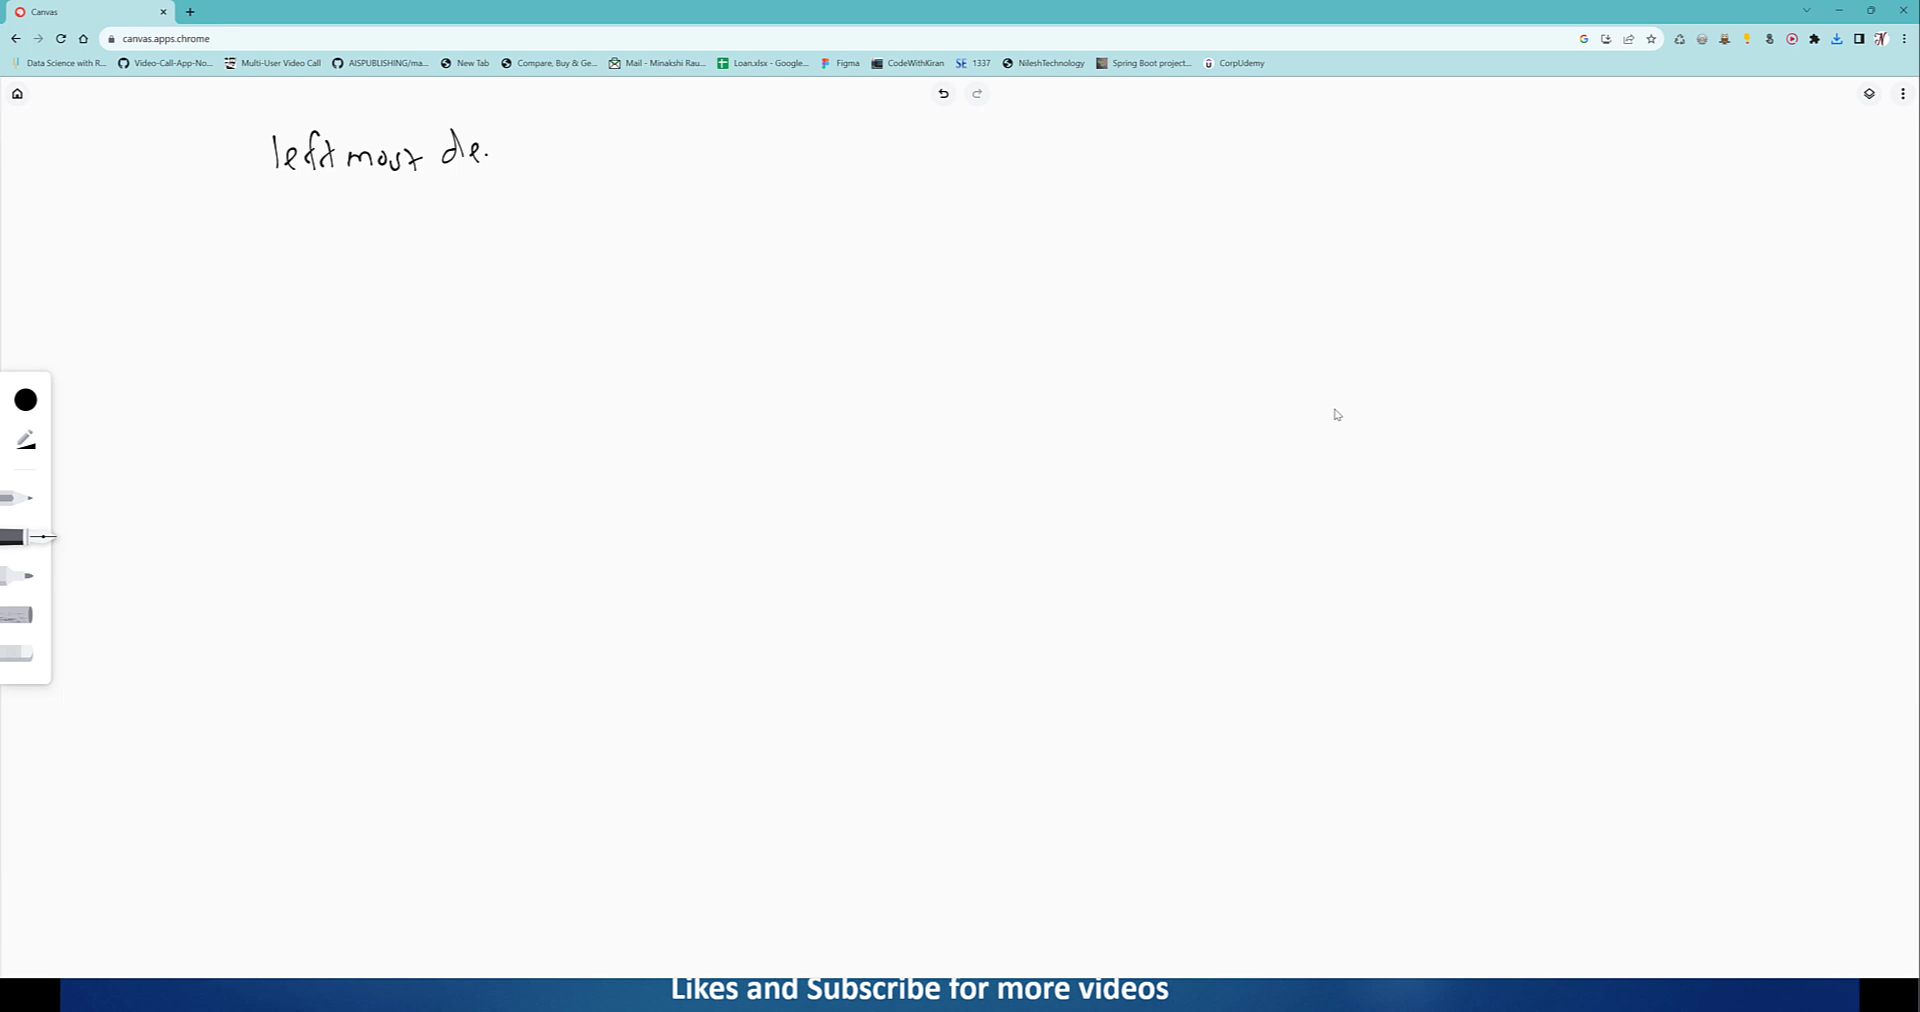 Canvas
canvas.apps.chrome
Data Science with R...
Video-Call-App-No...
Multi-User Video Call
AISPUBLISHING/ma...
New Tab
Compare, Buy & Ge...
Mail - Minakshi Rau...
Loan.xlsx - Google...
Figma
CodeWithKiran
SE 1337
NileshTechnology
Spring Boot project...
CorpUdemy
left most de.
Likes and Subscribe for more videos